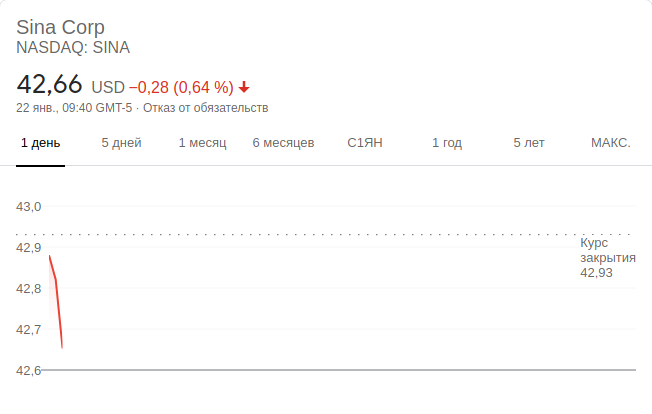 Sina Corp
NASDAQ: SINA
42,66 USD −0,28 (0,64 %)
22 янв., 09:40 GMT-5 · Отказ от обязательств
1 день 5 дней 1 месяц 6 месяцев С1ЯН 1 год 5 лет МАКС.
43,0
42,9
42,8
42,7
42,6
Курс
закрытия
42,93